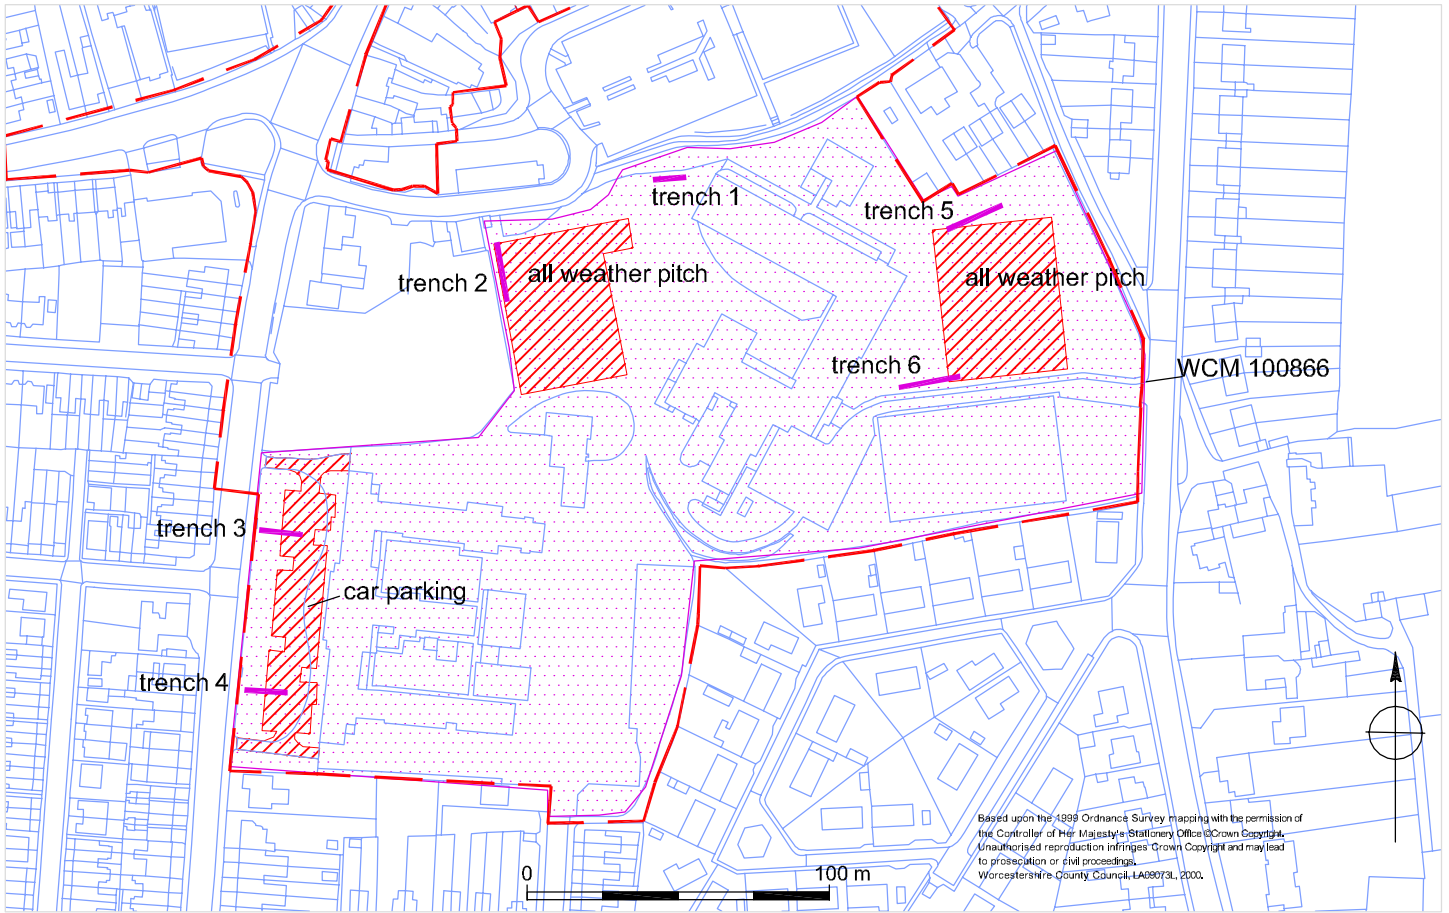 trench 1
trench 5
all weather pitch
all weather pitch
trench 2
trench 6
WCM 100866
trench 3
car parking
trench 4
Based upon the 1999 Ordnance Survey mapping with the permission of
the Controller of Her Majesty's Stationery Office ©Crown Copyright.
Unauthorised reproduction infringes Crown Copyright and may lead
to prosecution or civil proceedings.
Worcestershire County Council, LA09073L, 2000.
0 100 m